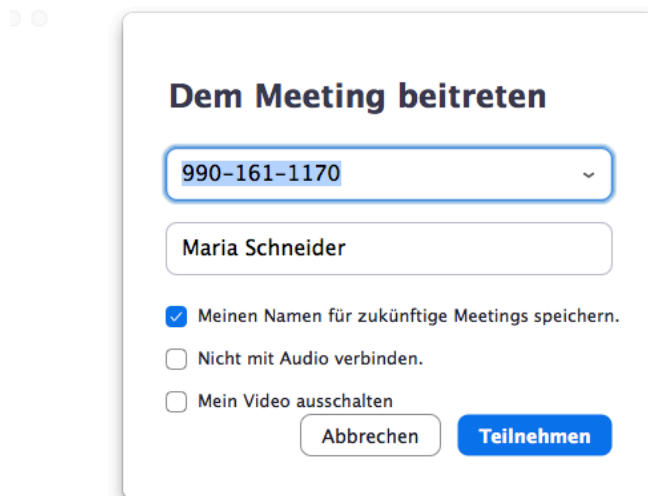 Dem Meeting beitreten
990-161-1170
Maria Schneider
Meinen Namen für zukünftige Meetings speichern.
Nicht mit Audio verbinden.
Mein Video ausschalten
Abbrechen Teilnehmen